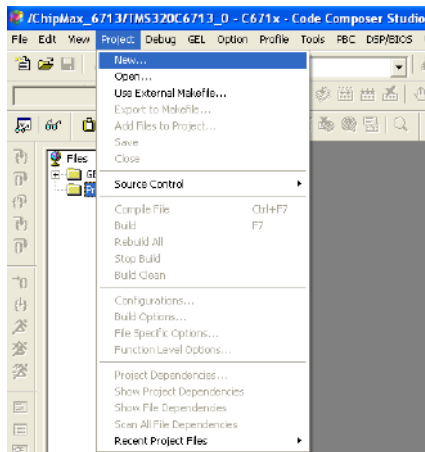 /ChipMax_6713/TMS320C6713_0 - C671x - Code Composer Studio
File Edit View Project Debug GEL Option Profile Tools PBC DSP/BIOS
New...
Open...
Use External Makefile...
Export to Makefile...
Add Files to Project...
Save
Close
Files
GE
Pr
Source Control
Compile File Ctrl+F7
Build F7
Rebuild All
Stop Build
Build Clean
Configurations...
Build Options...
File Specific Options...
Function Level Options...
Project Dependencies...
Show Project Dependencies
Show File Dependencies
Scan All File Dependencies
Recent Project Files